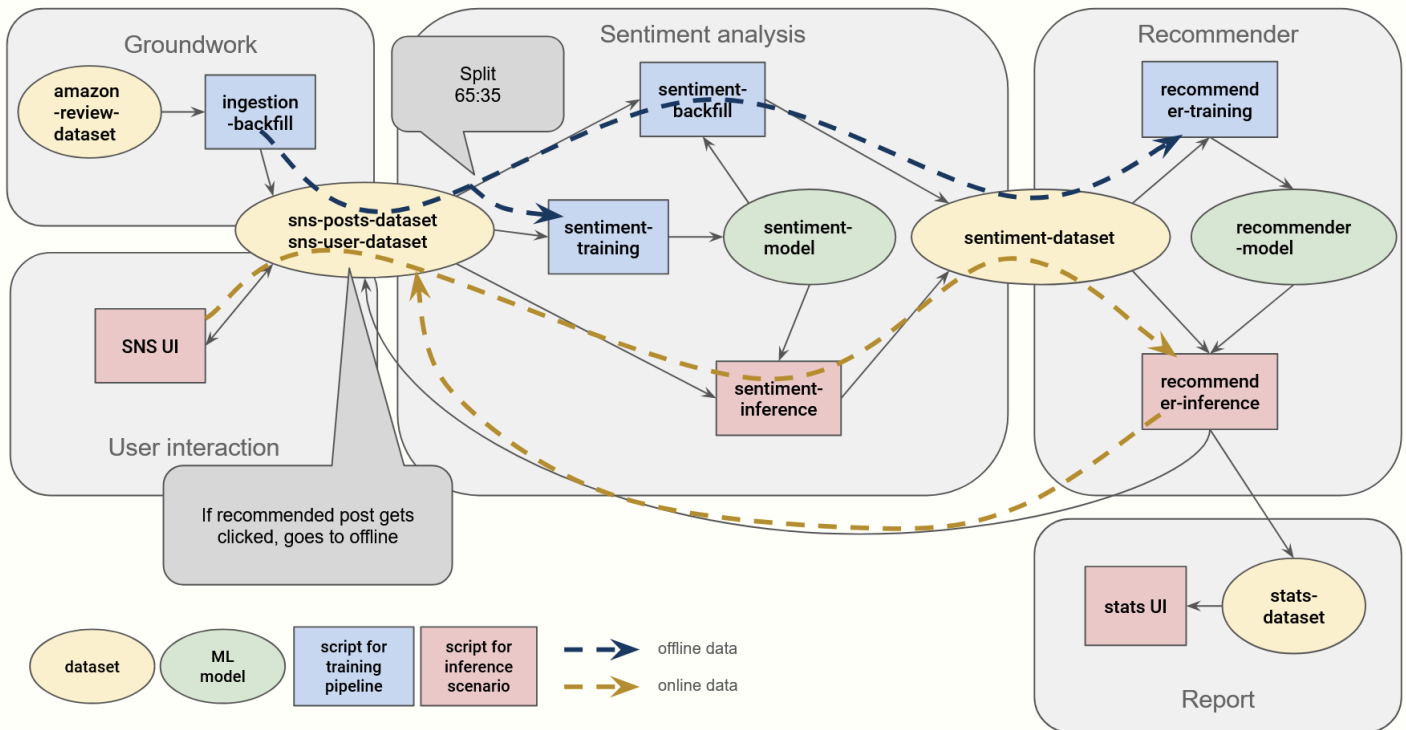 Groundwork
amazon
-review-
dataset
ingestion
-backfill
Split
65:35
Sentiment analysis
sentiment-
backfill
Recommender
recommend
er-training
sns-posts-dataset
sns-user-dataset
sentiment-
training
sentiment-
model
sentiment-dataset
recommender
-model
SNS UI
User interaction
sentiment-
inference
recommend
er-inference
If recommended post gets
clicked, goes to offline
stats UI
stats-
dataset
Report
dataset
ML
model
script for
training
pipeline
script for
inference
scenario
offline data
online data